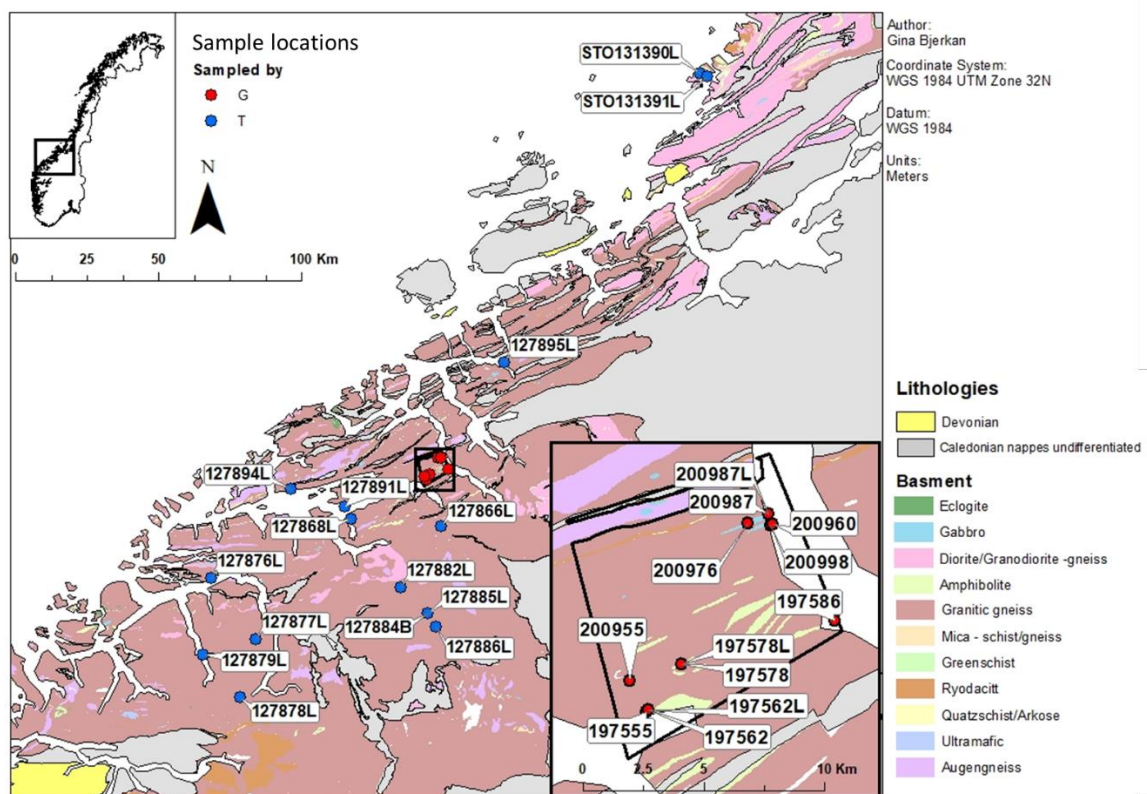 Sample locations
Sampled by
G
T
N
0 25 50 100 Km
STO131390L
STO131391L
127895L
127894L
127891L
127868L
127866L
127876L
127882L
127885L
127884B
127886L
127877L
127879L
127878L
200987L
200987
200960
200976
200998
197586
200955
197578L
197578
197562L
197555
197562
0 2.5 5 10 Km
Author:
Gina Bjerkan
Coordinate System:
WGS 1984 UTM Zone 32N
Datum:
WGS 1984
Units:
Meters
Lithologies
Devonian
Caledonian nappes undifferentiated
Basment
Eclogite
Gabbro
Diorite/Granodiorite -gneiss
Amphibolite
Granitic gneiss
Mica - schist/gneiss
Greenschist
Ryodacitt
Quatzschist/Arkose
Ultramafic
Augengneiss